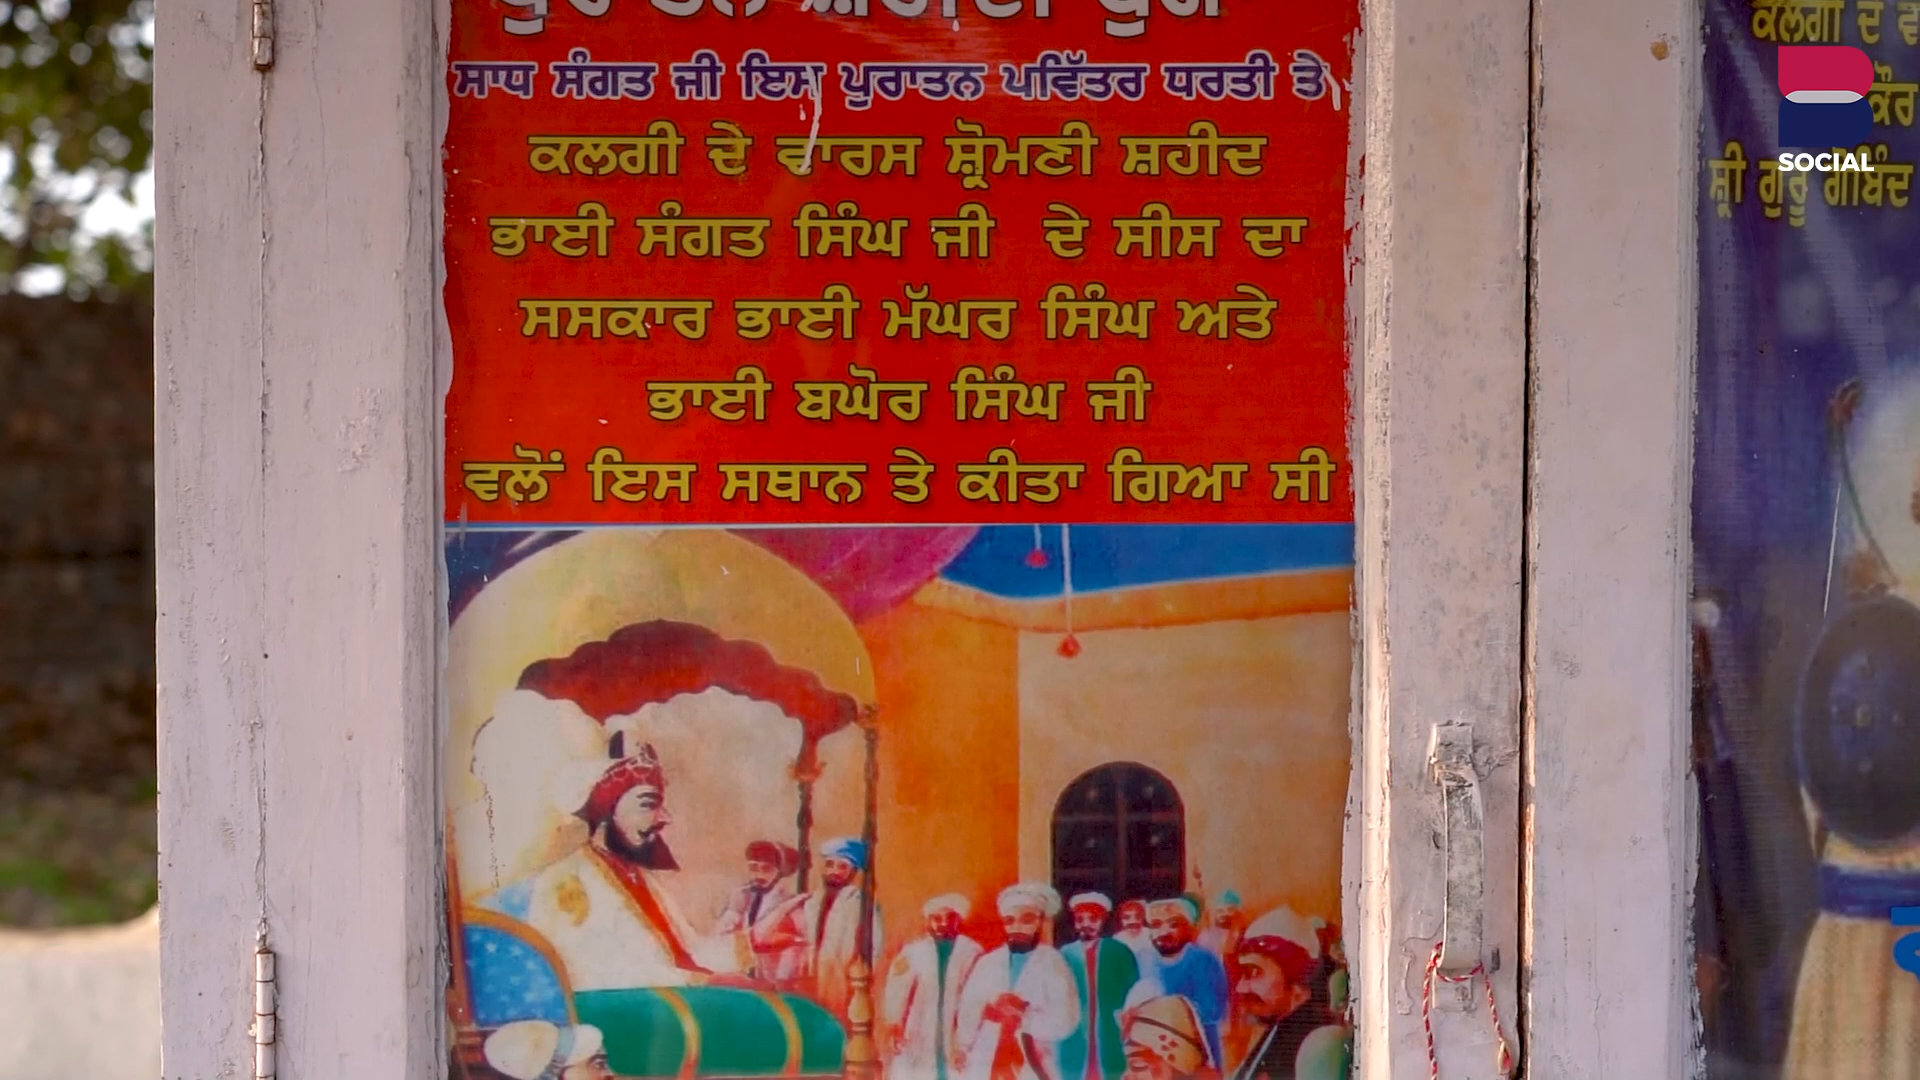 ਸਾਧ ਸੰਗਤ ਜੀ ਇਸ ਪੁਰਾਤਨ ਪਵਿੱਤਰ ਧਰਤੀ ਤੇ
ਕਲਗੀ ਦੇ ਵਾਰਸ ਸ਼੍ਰੋਮਣੀ ਸ਼ਹੀਦ
ਭਾਈ ਸੰਗਤ ਸਿੰਘ ਜੀ ਦੇ ਸੀਸ ਦਾ
ਸਸਕਾਰ ਭਾਈ ਮੱਘਰ ਸਿੰਘ ਅਤੇ
ਭਾਈ ਬਘੋਰ ਸਿੰਘ ਜੀ
ਵਲੋਂ ਇਸ ਸਥਾਨ ਤੇ ਕੀਤਾ ਗਿਆ ਸੀ
ਕਲਗੀ ਦੇ
ਸ਼੍ਰੀ ਗੁਰੂ ਗੋਬਿੰਦ
SOCIAL